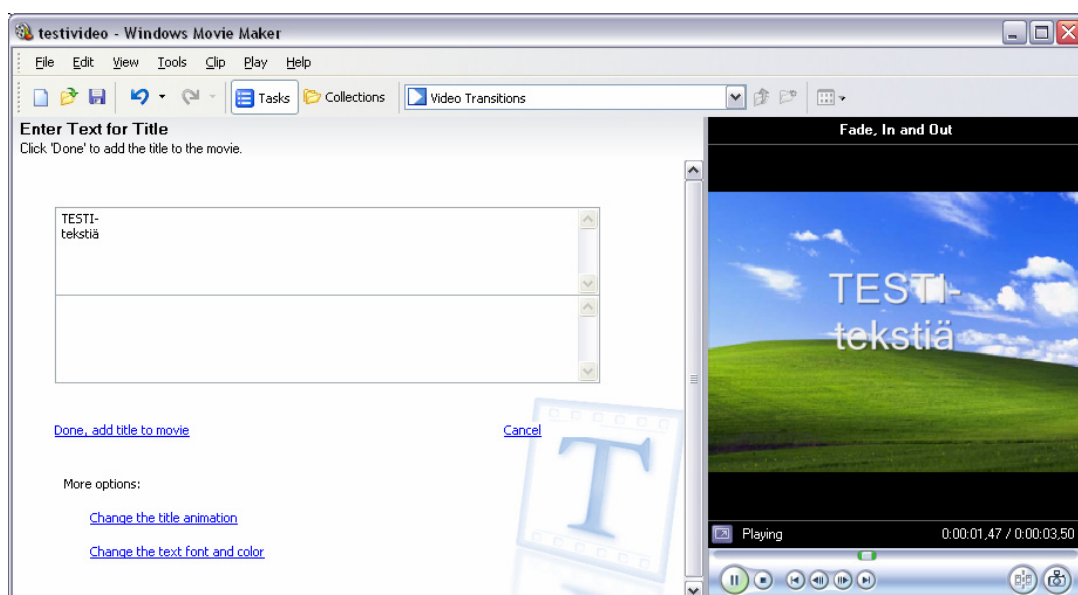 testivideo - Windows Movie Maker
File Edit View Tools Clip Play Help
Tasks Collections Video Transitions
Enter Text for Title
Click 'Done' to add the title to the movie.
TESTI-
tekstiä
Done, add title to movie Cancel
More options:
Change the title animation
Change the text font and color
T
Fade, In and Out
TESTI-
tekstiä
Playing 0:00:01,47 / 0:00:03,50